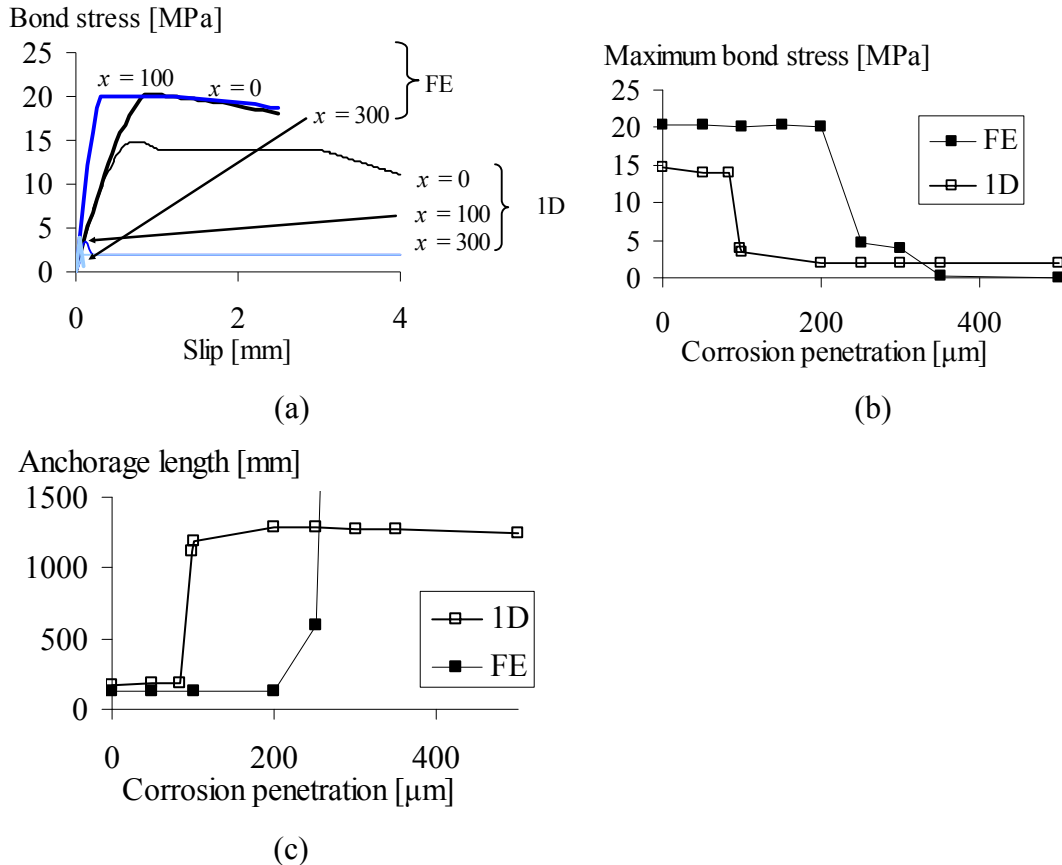 Bond stress [MPa]
25
20
15
10
5
0
x = 100
x = 0
x = 300
FE
x = 0
x = 100
x = 300
1D
0 2 4
Slip [mm]
(a)
Maximum bond stress [MPa]
25
20
15
10
5
0
FE
1D
0 200 400
Corrosion penetration [μm]
(b)
Anchorage length [mm]
1500
1000
500
0
1D
FE
0 200 400
Corrosion penetration [μm]
(c)